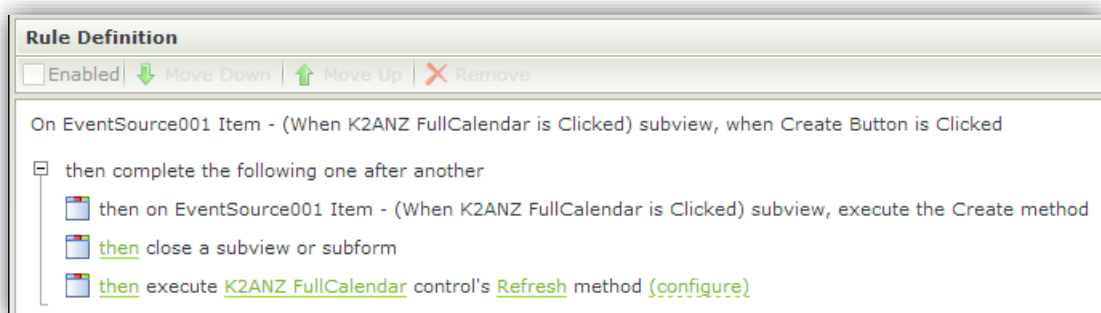 Rule Definition
Enabled Move Down Move Up Remove
On EventSource001 Item - (When K2ANZ FullCalendar is Clicked) subview, when Create Button is Clicked
then complete the following one after another
then on EventSource001 Item - (When K2ANZ FullCalendar is Clicked) subview, execute the Create method
then close a subview or subform
then execute K2ANZ FullCalendar control's Refresh method (configure)